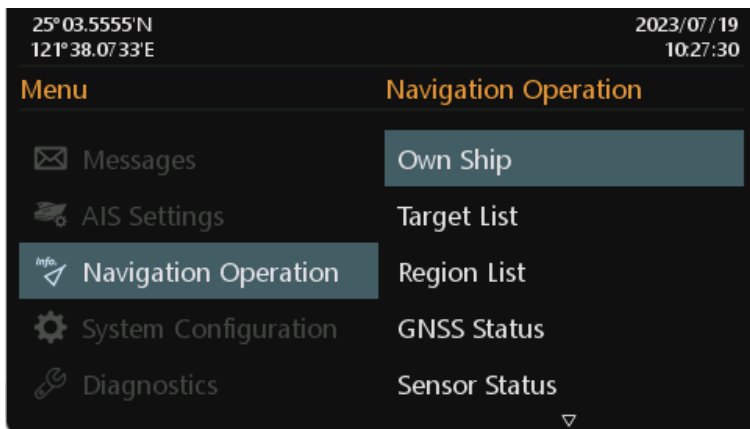 25°03.5555'N
121°38.0733'E
2023/07/19
10:27:30
Menu
Messages
AIS Settings
Info.
Navigation Operation
System Configuration
Diagnostics
Navigation Operation
Own Ship
Target List
Region List
GNSS Status
Sensor Status